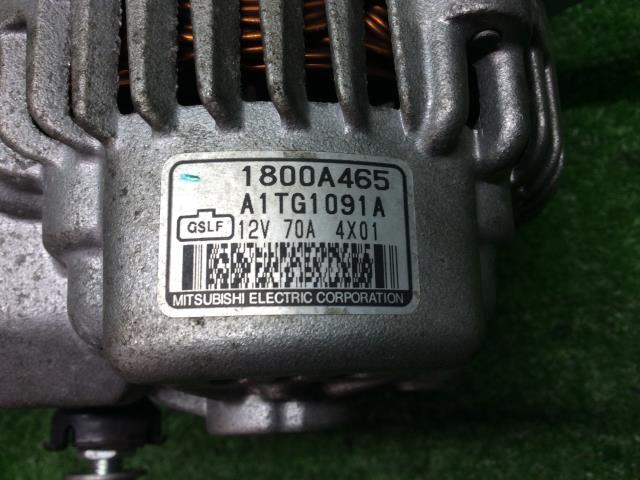 1800A465
A1TG1091A
GSLF 12V 70A 4X01
MITSUBISHI ELECTRIC CORPORATION